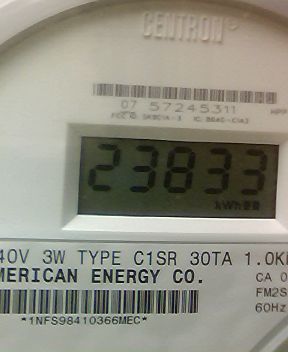 CENTRON®
07 57245311
23833
kWh
40V 3W TYPE C1SR 30TA 1.0K
MERICAN ENERGY CO.
CA 0
FM2S
60Hz
*1NFS98410366MEC*